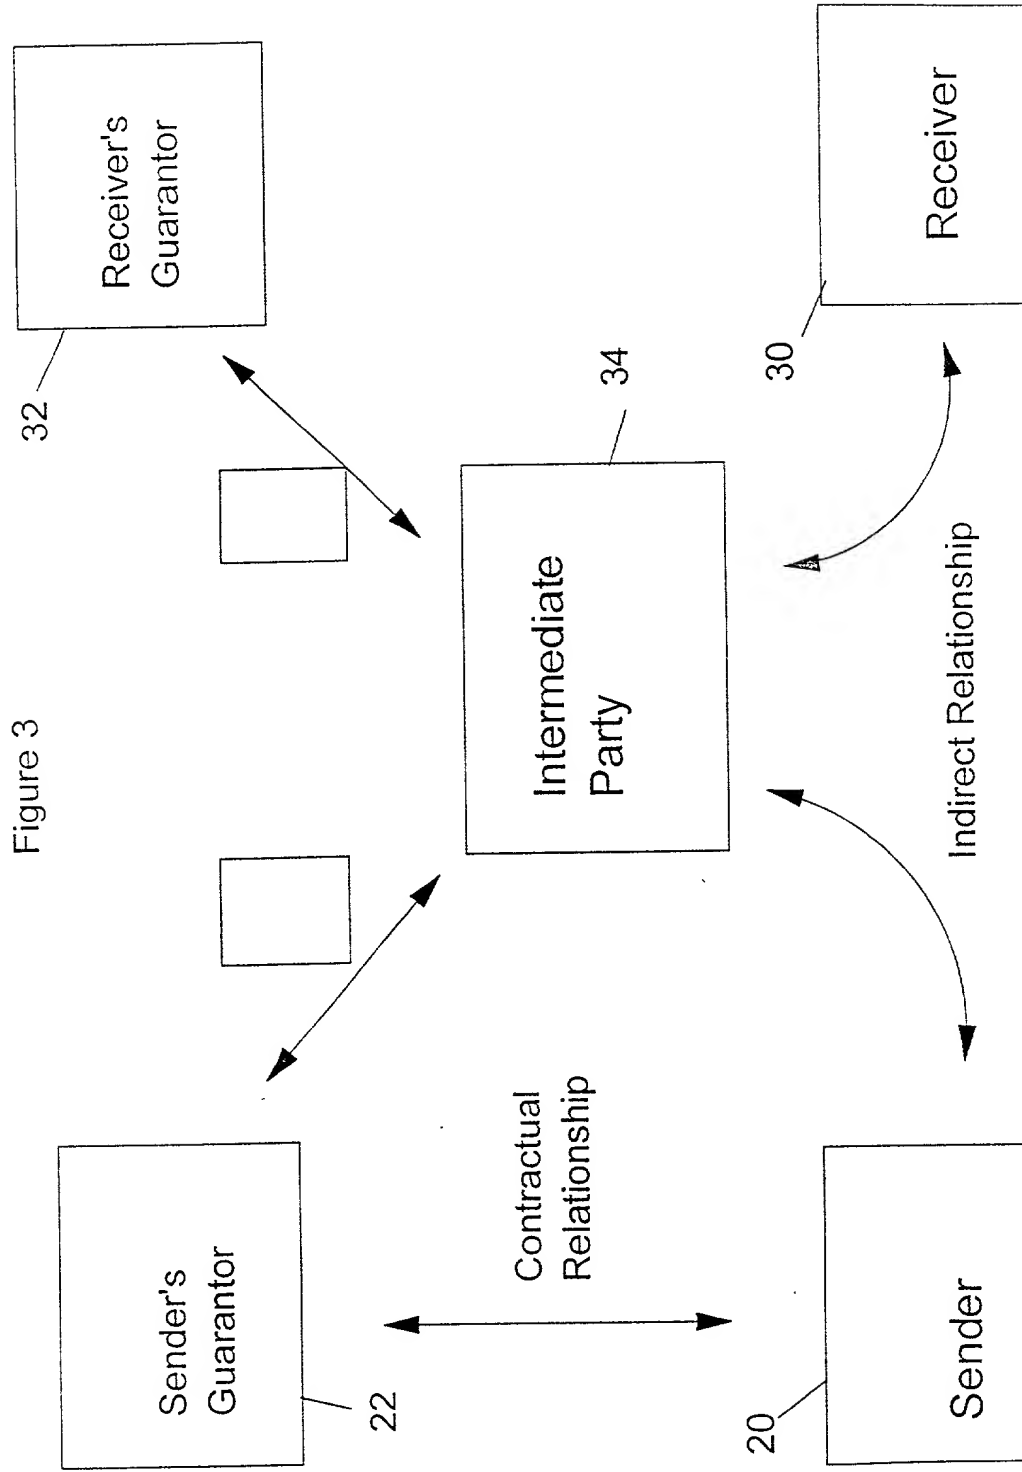 Figure 3
32
Receiver's
Guarantor
Sender's
Guarantor
22
34
Intermediate
Party
Contractual
Relationship
30
Receiver
20
Sender
Indirect Relationship